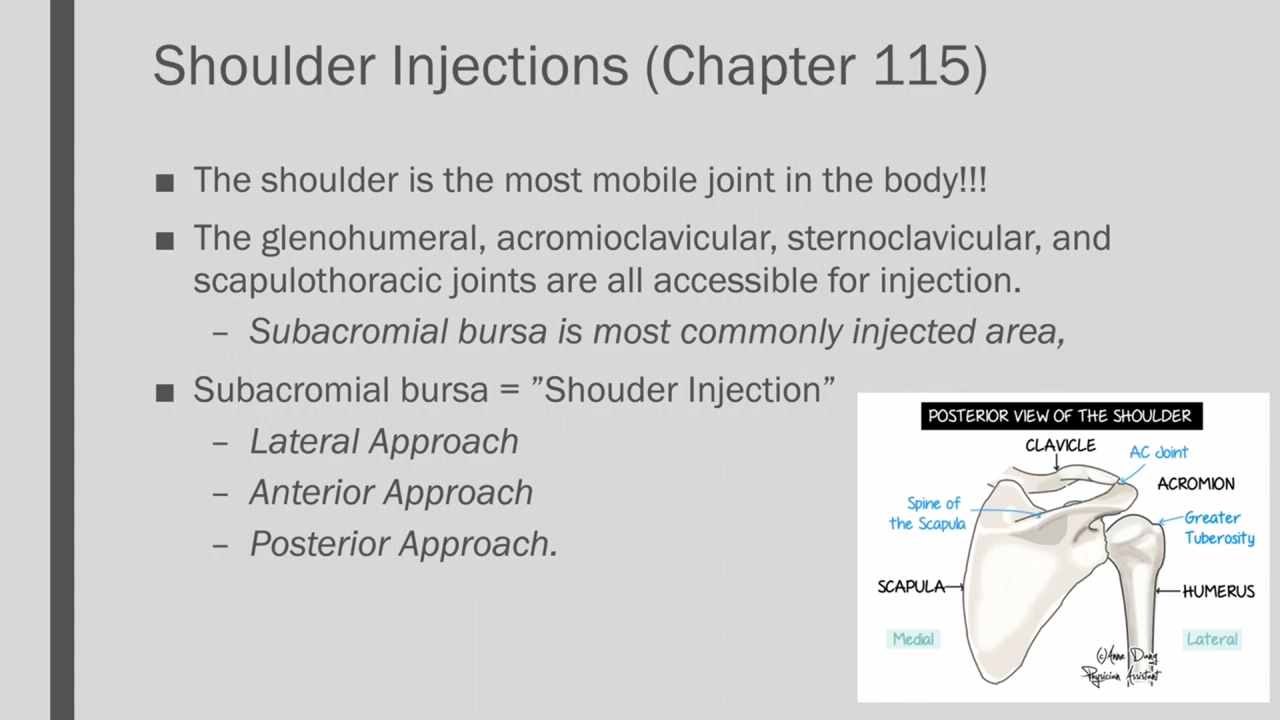 Shoulder Injections (Chapter 115)
■ The shoulder is the most mobile joint in the body!!!
■ The glenohumeral, acromioclavicular, sternoclavicular, and
scapulothoracic joints are all accessible for injection.
– Subacromial bursa is most commonly injected area,
■ Subacromial bursa = ”Shouder Injection”
– Lateral Approach
– Anterior Approach
– Posterior Approach.
POSTERIOR VIEW OF THE SHOULDER
CLAVICLE
AC Joint
ACROMION
Spine of
the Scapula
Greater
Tuberosity
SCAPULA
HUMERUS
Medial
Lateral
©Anne Dang
Physician Assistant